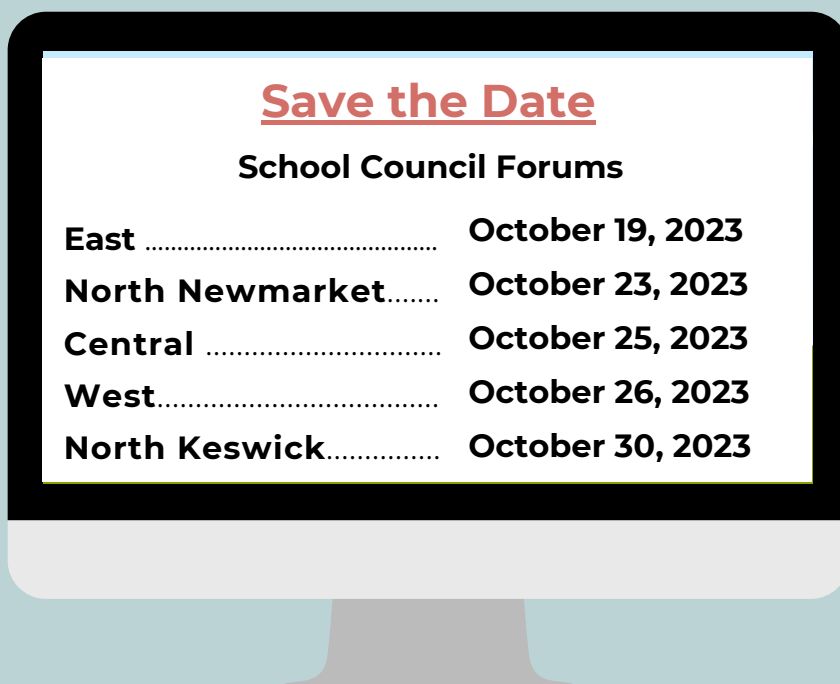 Save the Date
School Council Forums
East ............................................. October 19, 2023
North Newmarket....... October 23, 2023
Central ............................... October 25, 2023
West..................................... October 26, 2023
North Keswick............... October 30, 2023